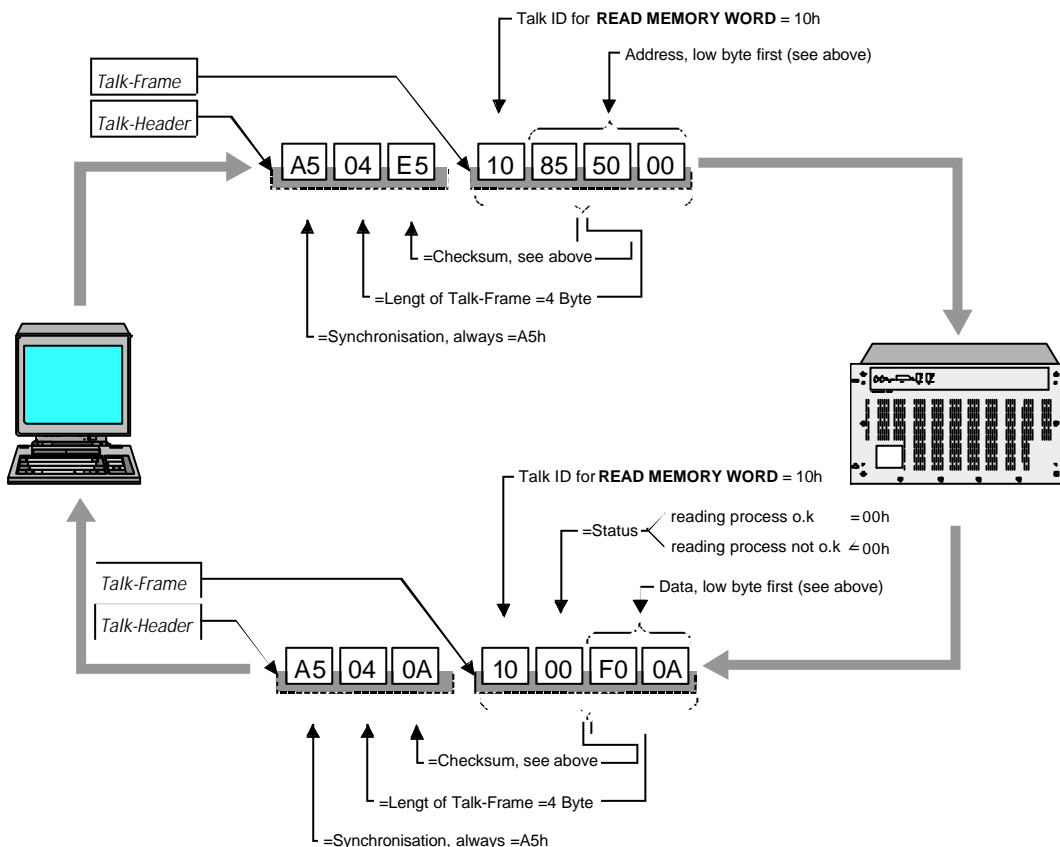 Talk ID for READ MEMORY WORD = 10h
Address, low byte first (see above)
Talk-Frame
Talk-Header
A5 04 E5 10 85 50 00
=Checksum, see above
=Lengt of Talk-Frame =4 Byte
=Synchronisation, always =A5h
Talk ID for READ MEMORY WORD = 10h
=Status
reading process o.k =00h
reading process not o.k ≠00h
Talk-Frame
Data, low byte first (see above)
Talk-Header
A5 04 0A 10 00 F0 0A
=Checksum, see above
=Lengt of Talk-Frame =4 Byte
=Synchronisation, always =A5h